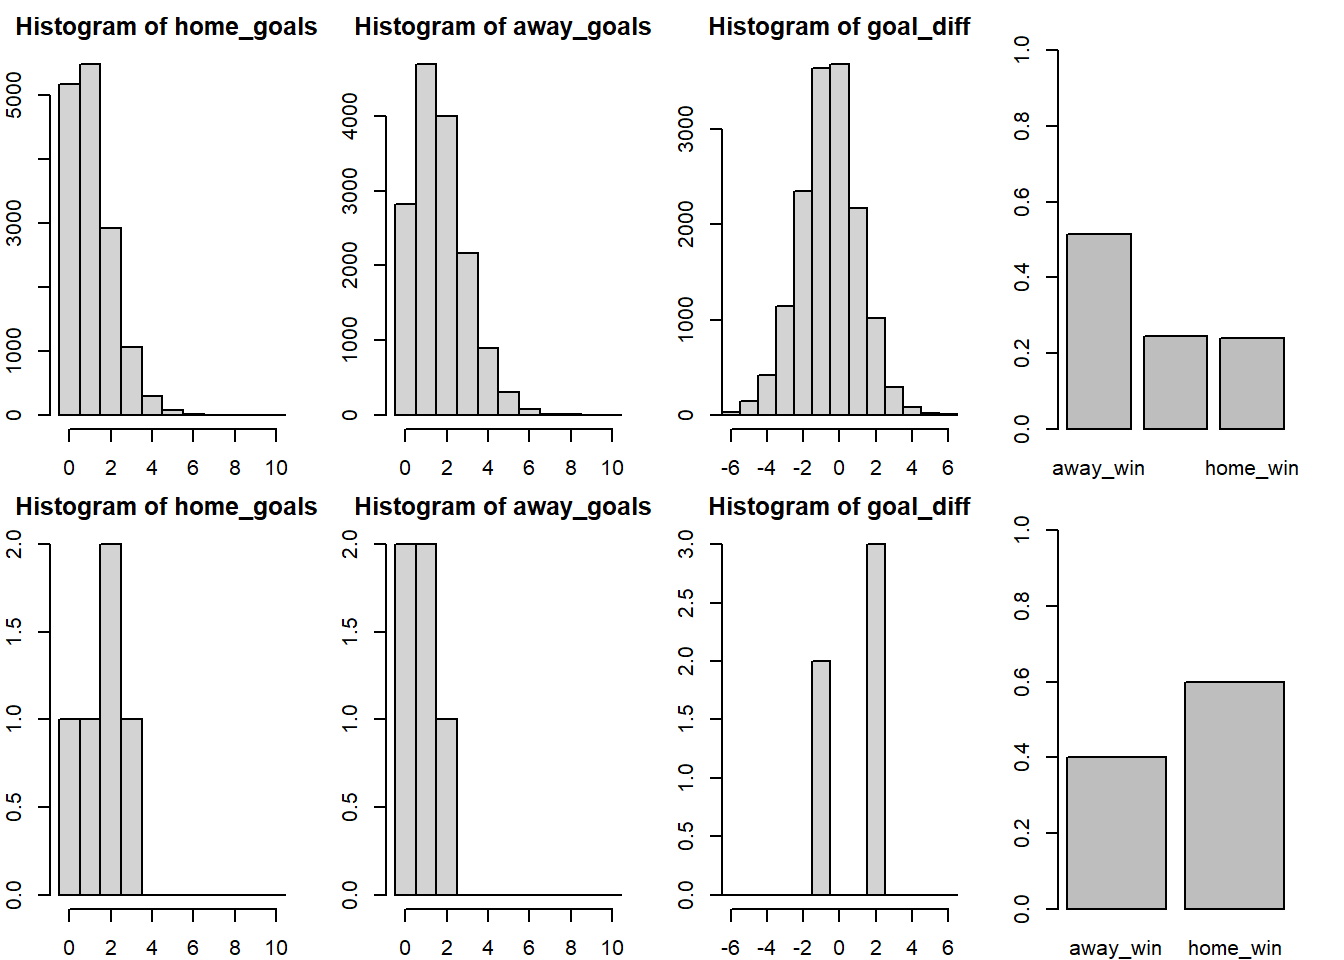 Histogram of home_goals
0 1000 3000 5000
0 2 4 6 8 10
Histogram of away_goals
0 1000 2000 3000 4000
0 2 4 6 8 10
Histogram of goal_diff
0 1000 2000 3000
-6 -4 -2 0 2 4 6
0.0 0.2 0.4 0.6 0.8 1.0
away_win home_win
Histogram of home_goals
0.0 0.5 1.0 1.5 2.0
0 2 4 6 8 10
Histogram of away_goals
0.0 0.5 1.0 1.5 2.0
0 2 4 6 8 10
Histogram of goal_diff
0.0 0.5 1.0 1.5 2.0 2.5 3.0
-6 -4 -2 0 2 4 6
0.0 0.2 0.4 0.6 0.8 1.0
away_win home_win